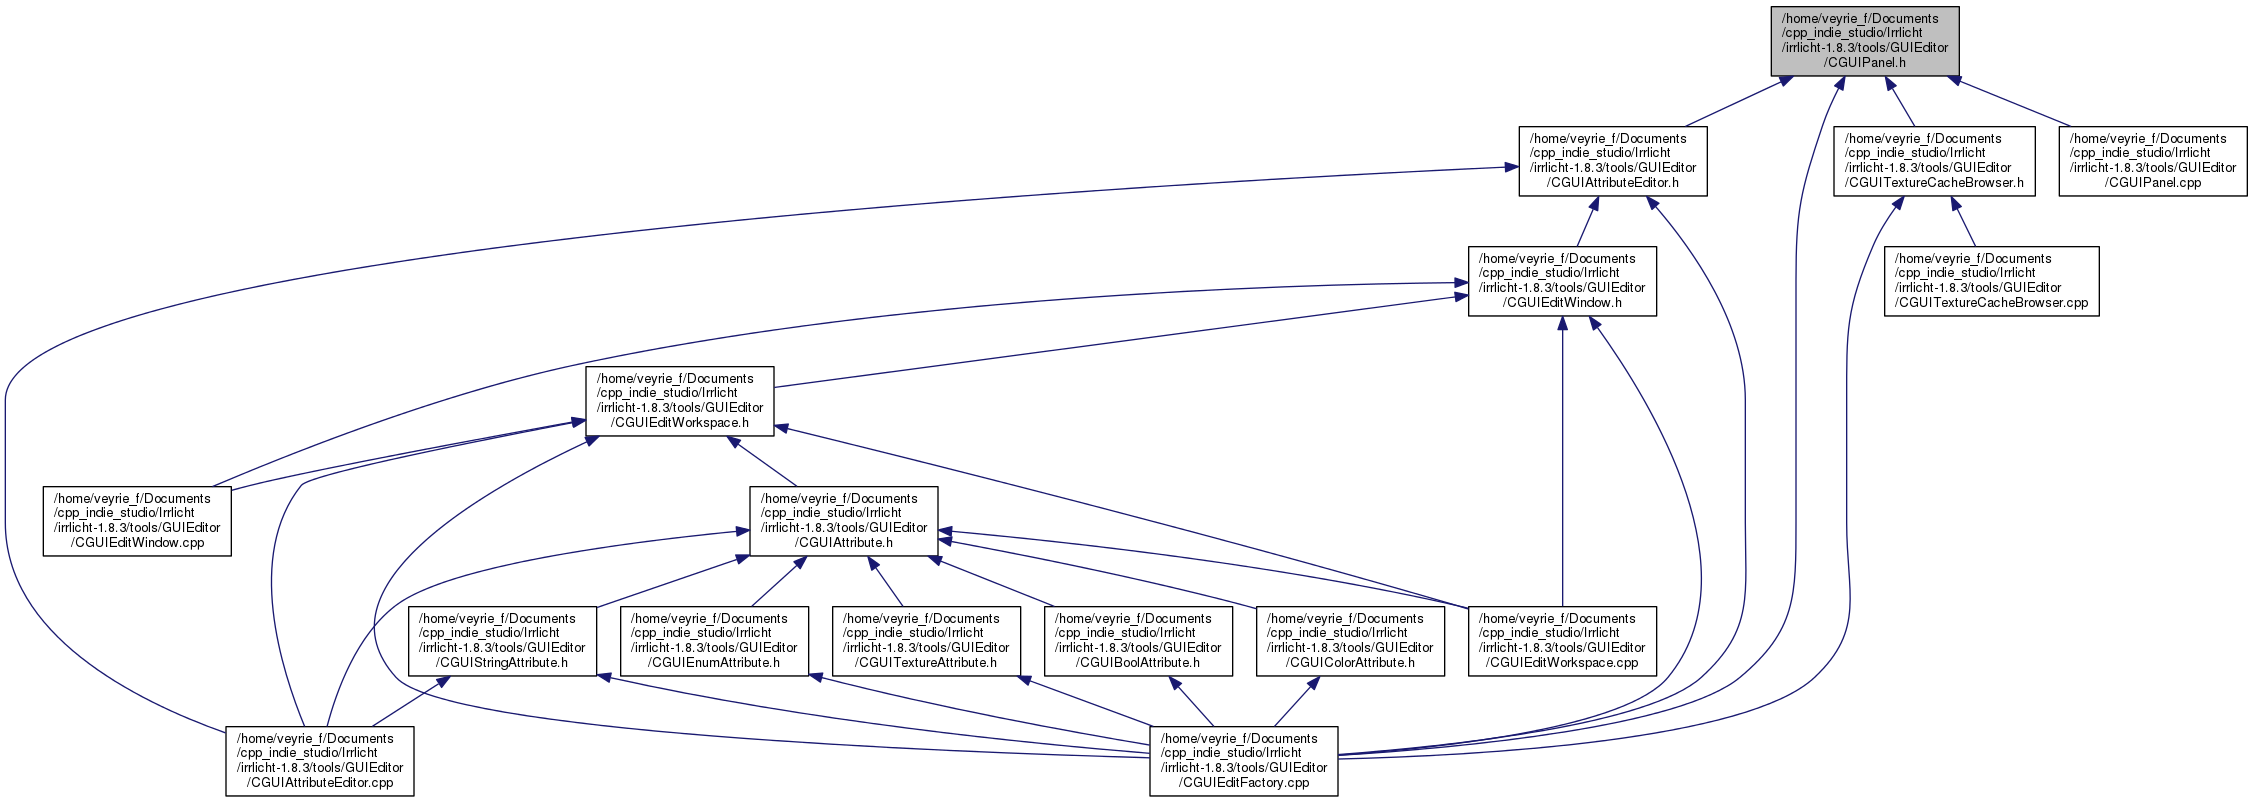 /home/veyrie_f/Documents
/cpp_indie_studio/Irrlicht
/irrlicht-1.8.3/tools/GUIEditor
/CGUIPanel.h
/home/veyrie_f/Documents
/cpp_indie_studio/Irrlicht
/irrlicht-1.8.3/tools/GUIEditor
/CGUIAttributeEditor.h
/home/veyrie_f/Documents
/cpp_indie_studio/Irrlicht
/irrlicht-1.8.3/tools/GUIEditor
/CGUITextureCacheBrowser.h
/home/veyrie_f/Documents
/cpp_indie_studio/Irrlicht
/irrlicht-1.8.3/tools/GUIEditor
/CGUIPanel.cpp
/home/veyrie_f/Documents
/cpp_indie_studio/Irrlicht
/irrlicht-1.8.3/tools/GUIEditor
/CGUIEditWindow.h
/home/veyrie_f/Documents
/cpp_indie_studio/Irrlicht
/irrlicht-1.8.3/tools/GUIEditor
/CGUITextureCacheBrowser.cpp
/home/veyrie_f/Documents
/cpp_indie_studio/Irrlicht
/irrlicht-1.8.3/tools/GUIEditor
/CGUIEditWorkspace.h
/home/veyrie_f/Documents
/cpp_indie_studio/Irrlicht
/irrlicht-1.8.3/tools/GUIEditor
/CGUIEditWindow.cpp
/home/veyrie_f/Documents
/cpp_indie_studio/Irrlicht
/irrlicht-1.8.3/tools/GUIEditor
/CGUIAttribute.h
/home/veyrie_f/Documents
/cpp_indie_studio/Irrlicht
/irrlicht-1.8.3/tools/GUIEditor
/CGUIStringAttribute.h
/home/veyrie_f/Documents
/cpp_indie_studio/Irrlicht
/irrlicht-1.8.3/tools/GUIEditor
/CGUIEnumAttribute.h
/home/veyrie_f/Documents
/cpp_indie_studio/Irrlicht
/irrlicht-1.8.3/tools/GUIEditor
/CGUITextureAttribute.h
/home/veyrie_f/Documents
/cpp_indie_studio/Irrlicht
/irrlicht-1.8.3/tools/GUIEditor
/CGUIBoolAttribute.h
/home/veyrie_f/Documents
/cpp_indie_studio/Irrlicht
/irrlicht-1.8.3/tools/GUIEditor
/CGUIColorAttribute.h
/home/veyrie_f/Documents
/cpp_indie_studio/Irrlicht
/irrlicht-1.8.3/tools/GUIEditor
/CGUIEditWorkspace.cpp
/home/veyrie_f/Documents
/cpp_indie_studio/Irrlicht
/irrlicht-1.8.3/tools/GUIEditor
/CGUIAttributeEditor.cpp
/home/veyrie_f/Documents
/cpp_indie_studio/Irrlicht
/irrlicht-1.8.3/tools/GUIEditor
/CGUIEditFactory.cpp